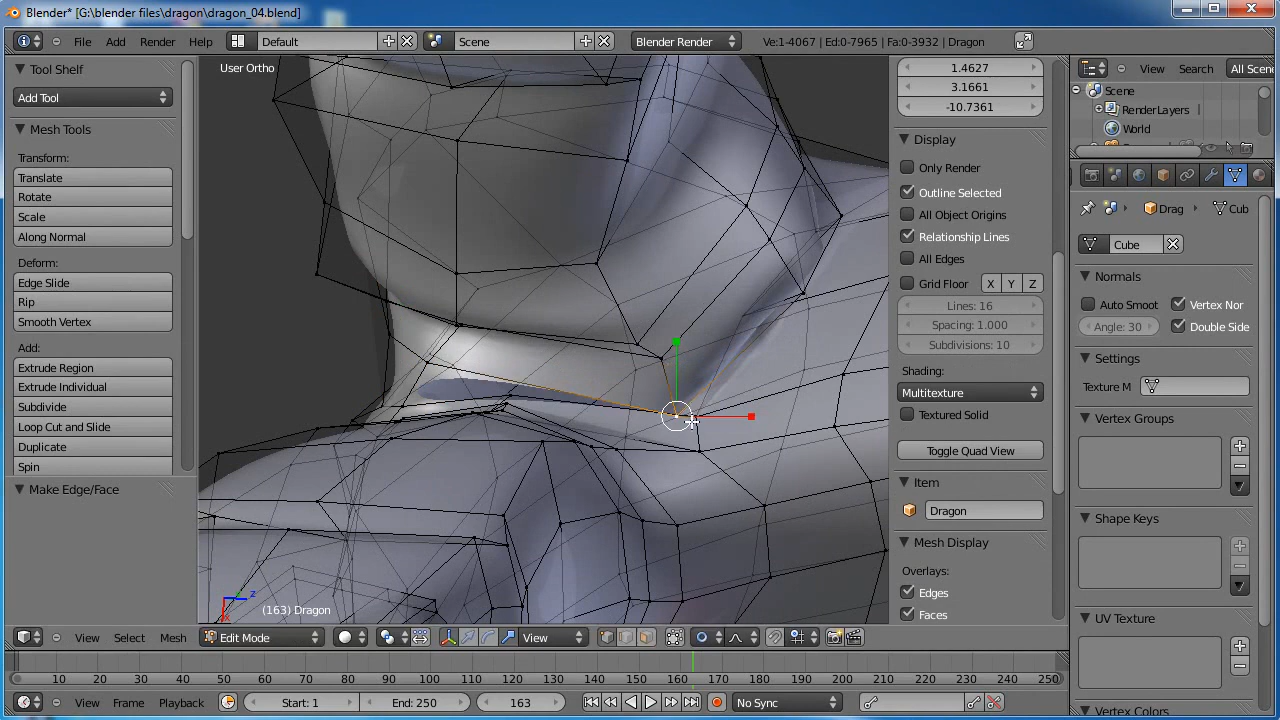 Blender* [G:\blender files\dragon\dragon_04.blend]
File Add Render Help Default Scene Blender Render Ve:1-4067 | Ed:0-7965 | Fa:0-3932 | Dragon
Tool Shelf
Add Tool
Mesh Tools
Transform:
Translate
Rotate
Scale
Along Normal
Deform:
Edge Slide
Rip
Smooth Vertex
Add:
Extrude Region
Extrude Individual
Subdivide
Loop Cut and Slide
Duplicate
Spin
Make Edge/Face
User Ortho
z
x
(163) Dragon
1.4627
3.1661
-10.7361
Display
Only Render
Outline Selected
All Object Origins
Relationship Lines
All Edges
Grid Floor X Y Z
Lines: 16
Spacing: 1.000
Subdivisions: 10
Shading:
Multitexture
Textured Solid
Toggle Quad View
Item
Dragon
Mesh Display
Overlays:
Edges
Faces
View Search All Scene
Scene
RenderLayers
World
Drag Cub
Cube
Normals
Auto Smoot Vertex Nor
Angle: 30 Double Side
Settings
Texture M
Vertex Groups
Shape Keys
UV Texture
Vertex Colors
View Select Mesh Edit Mode View
10 20 30 40 50 60 70 80 90 100 110 120 130 140 150 160 170 180 190 200 210 220 230 240 250
View Frame Playback Start: 1 End: 250 163 No Sync